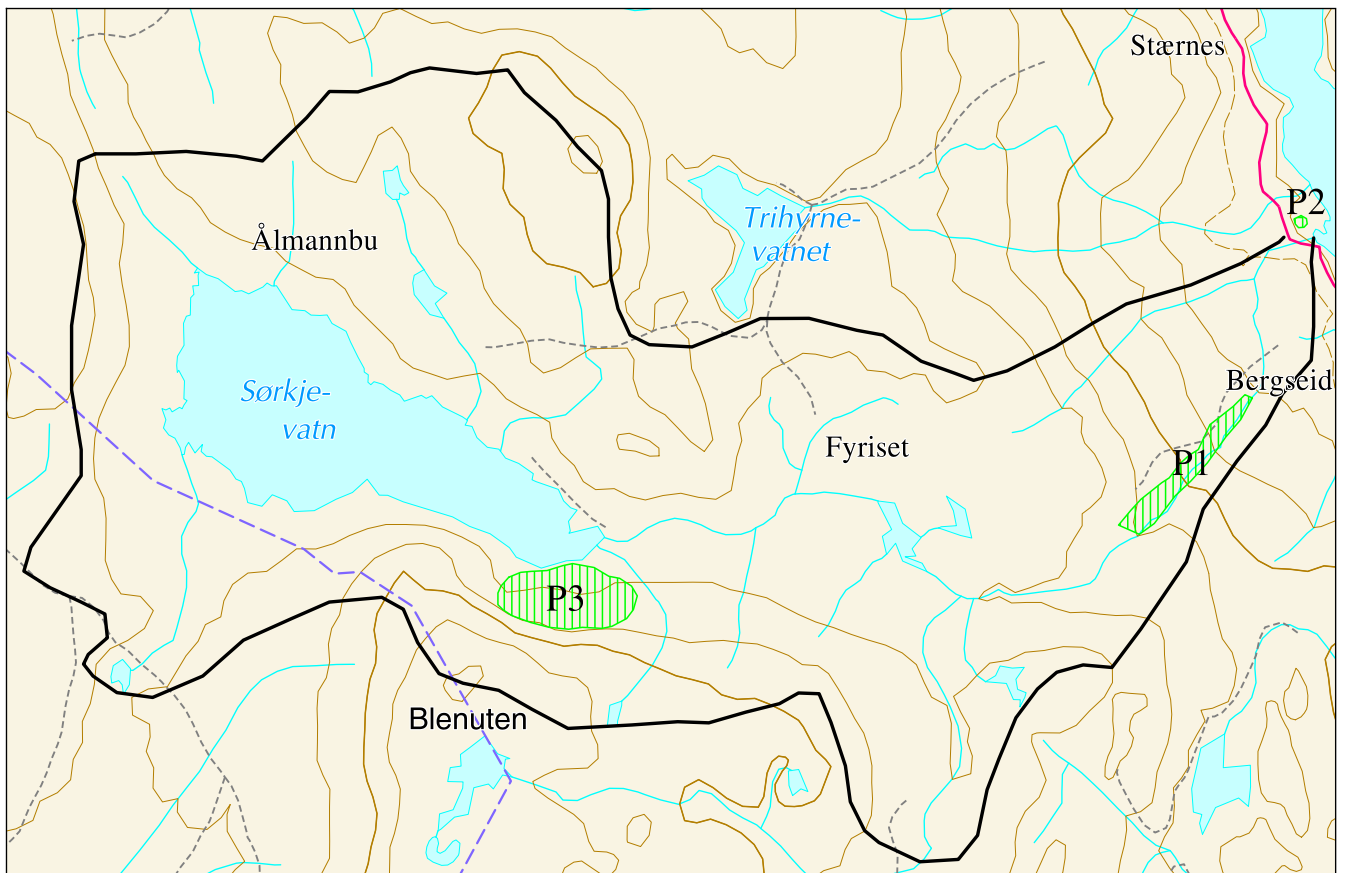 Stærnes
P2
Trihyrne-
vatnet
Ålmannbu
Bergseid
Sørkje-
vatn
Fyriset
P1
P3
Blenuten